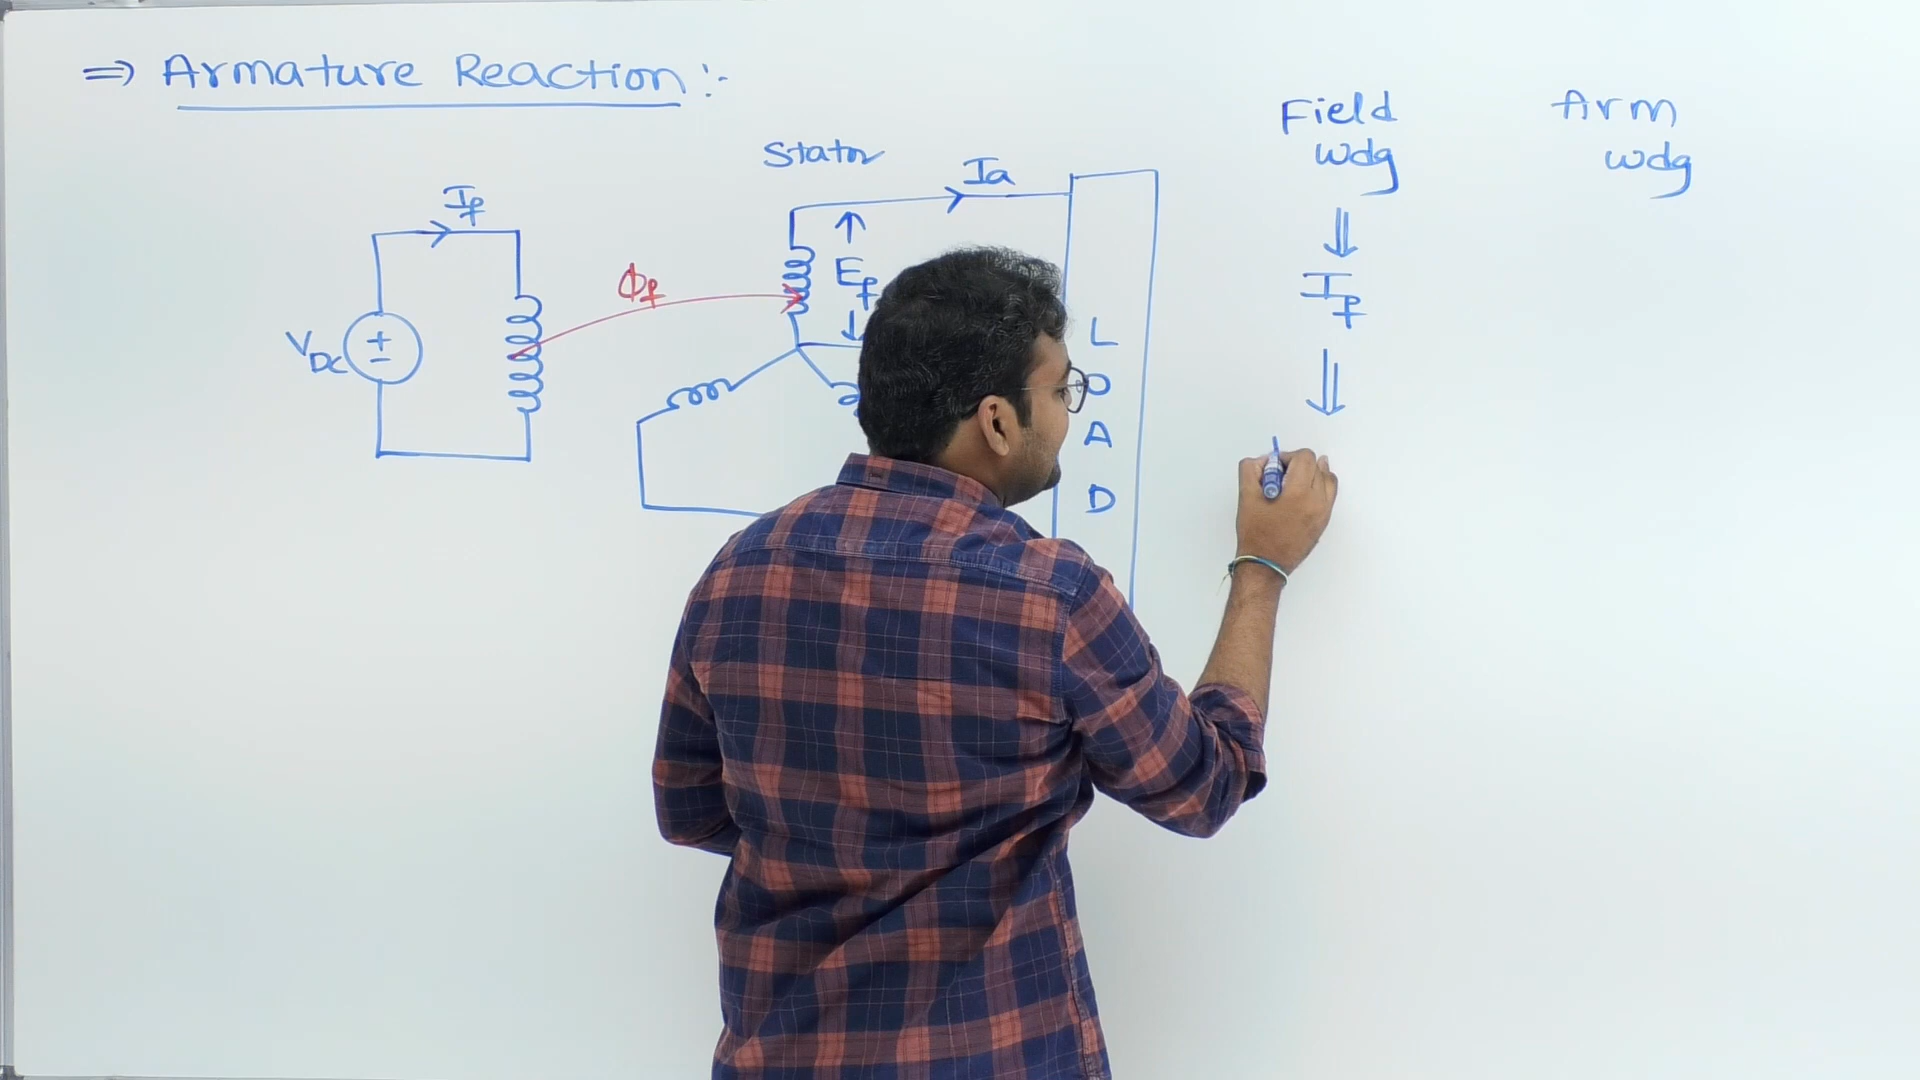 ⇒ Armature Reaction :-
Field
Wdg
Arm
wdg
Stator
Ia
If
If
Φf
Ef
VDC
+
−
L
O
A
D